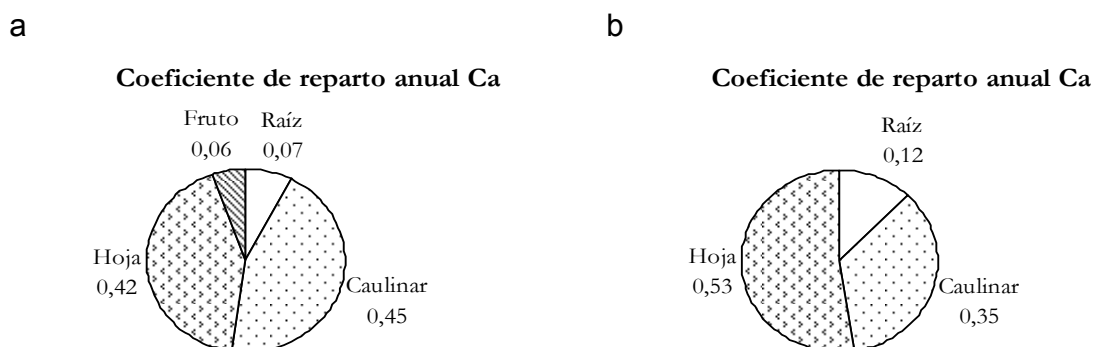 a
Coeficiente de reparto anual Ca
Fruto
0,06
Raíz
0,07
Hoja
0,42
Caulinar
0,45
b
Coeficiente de reparto anual Ca
Raíz
0,12
Hoja
0,53
Caulinar
0,35